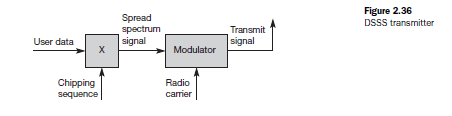 Figure 2.36
DSSS transmitter
Spread
spectrum
signal
Transmit
signal
User data
X
Modulator
Chipping
sequence
Radio
carrier